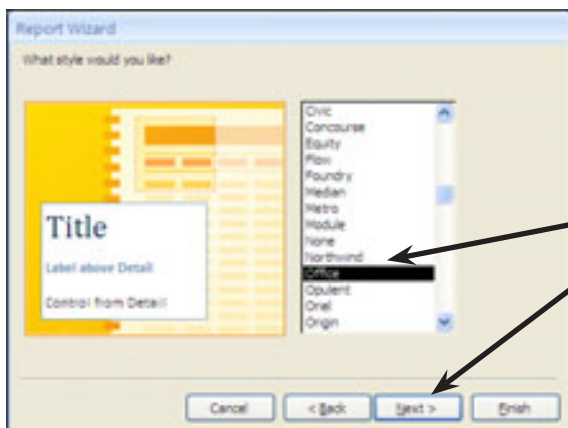 Report Wizard
What style would you like?
Title
Label above Detail
Control from Detail
Civic
Concourse
Equity
Flow
Foundry
Median
Metro
Module
None
Northwind
Office
Opulent
Oriel
Origin
Cancel
< Back
Next >
Finish